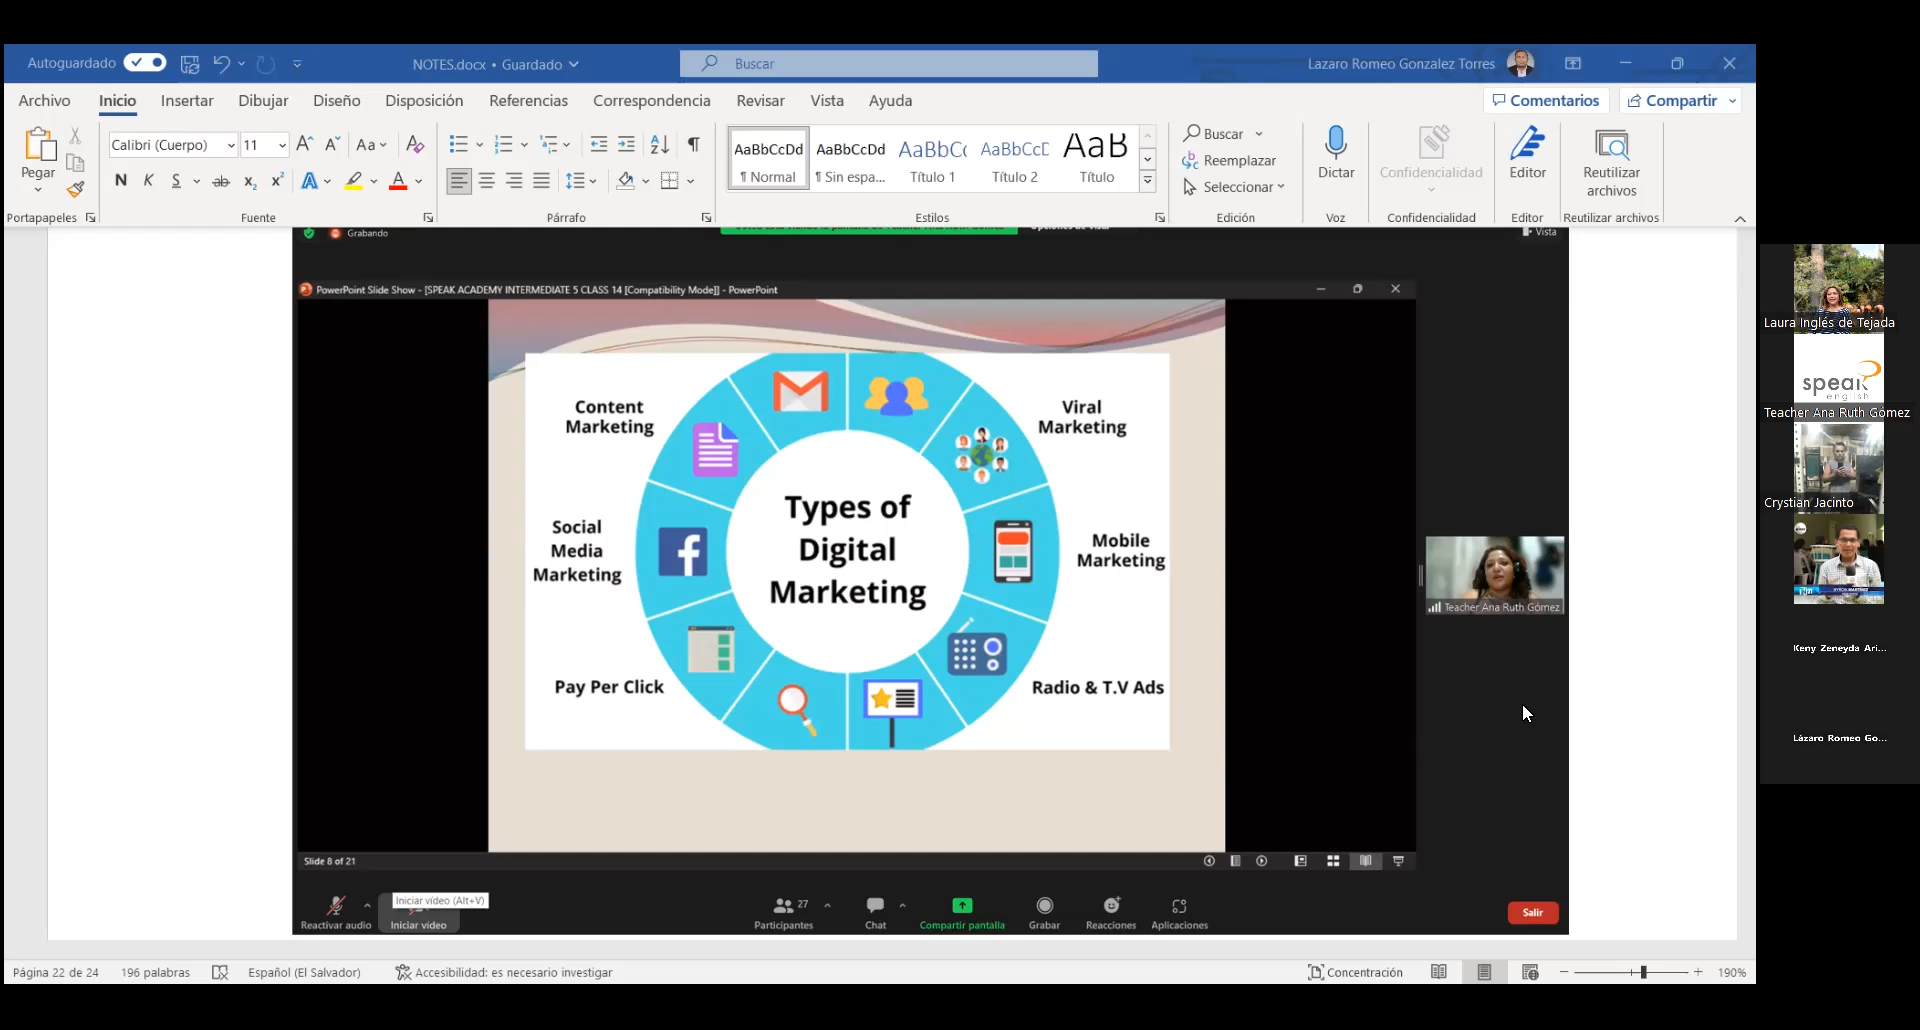 Autoguardado
NOTES.docx • Guardado
Buscar
Lazaro Romeo Gonzalez Torres
Archivo
Inicio
Insertar
Dibujar
Diseño
Disposición
Referencias
Correspondencia
Revisar
Vista
Ayuda
Comentarios
Compartir
Pegar
Portapapeles
Calibri (Cuerpo)
11
Aa
N K S ab
Fuente
Párrafo
AaBbCcDd
¶ Normal
AaBbCcDd
¶ Sin espa...
Título 1
Título 2
AaB
Título
Estilos
Buscar
Reemplazar
Seleccionar
Edición
Dictar
Voz
Confidencialidad
Confidencialidad
Editor
Editor
Reutilizar
archivos
Reutilizar archivos
Grabando
Vista
PowerPoint Slide Show - [SPEAK ACADEMY INTERMEDIATE 5 CLASS 14 [Compatibility Mode]] - PowerPoint
Types of
Digital
Marketing
Content
Marketing
Social
Media
Marketing
Pay Per Click
Viral
Marketing
Mobile
Marketing
Radio & T.V Ads
Teacher Ana Ruth Gómez
Slide 8 of 21
Reactivar audio
Iniciar vídeo (Alt+V)
Iniciar vídeo
27
Participantes
Chat
Compartir pantalla
Grabar
Reacciones
Aplicaciones
Salir
Página 22 de 24
196 palabras
Español (El Salvador)
Accesibilidad: es necesario investigar
Concentración
190%
Laura Inglés de Tejada
speak
english
Teacher Ana Ruth Gómez
Crystian Jacinto
Keny Zeneyda Ari...
Lázaro Romeo Go...